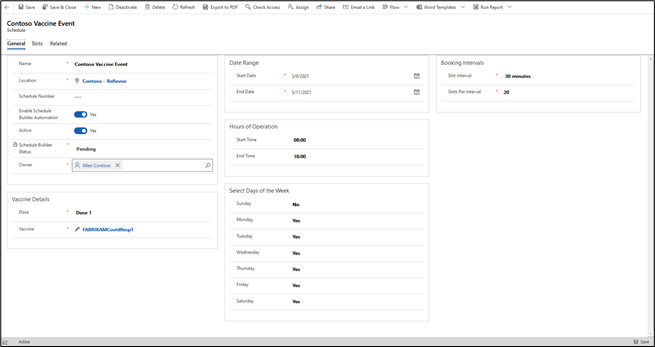 Save Save & Close New Deactivate Delete Refresh Export to PDF Check Access Assign Share Email a Link Flow Word Templates Run Report
Contoso Vaccine Event
Schedule
General Slots Related
Name * Contoso Vaccine Event
Location * Contoso - Bellevue
Schedule Number ---
Enable Schedule
Builder Automation Yes
Active * Yes
Schedule Builder
Status * Pending
Owner * Allen Contoso
Vaccine Details
Dose * Dose 1
Vaccine * FABRIKAMCovidResp1
Date Range
Start Date * 3/8/2021
End Date * 3/11/2021
Hours of Operation
Start Time 08:00
End Time 18:00
Select Days of the Week
Sunday No
Monday Yes
Tuesday Yes
Wednesday Yes
Thursday Yes
Friday Yes
Saturday Yes
Booking Intervals
Slot Interval * 30 minutes
Slots Per Interval * 20
Active Save